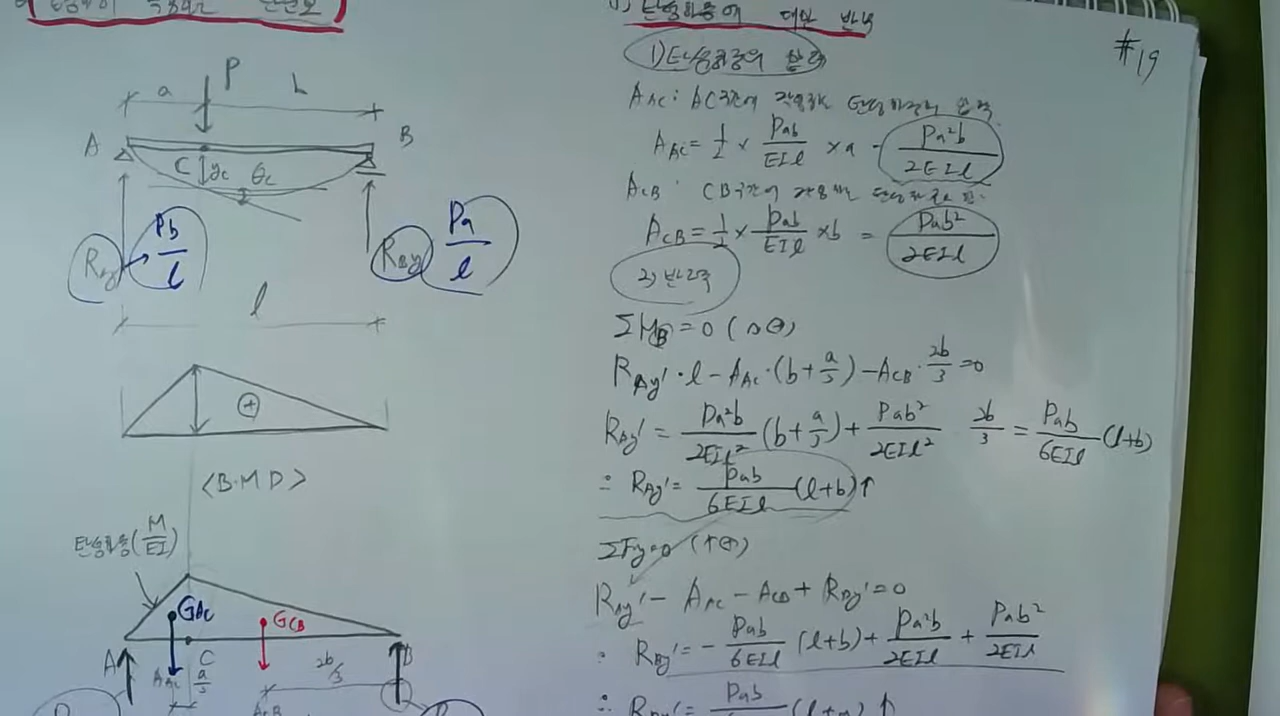 P
a
b
A
B
C
yc
θc
RAy
Pb/l
RBy
Pa/l
l
⊕
<B.M.D>
탄성하중(M/EI)
GAC
GCB
A
C
B
AAC
a/3
2b/3
ACB
#19
1) 탄성하중의 합력
AAC : AC구간에 작용하는 탄성하중의 합력
AAC = 1/2 × Pab/EIl × a = Pa²b/2EIl
ACB : CB구간에 작용하는
ACB = 1/2 × Pab/EIl × b = Pab²/2EIl
2) 반력
ΣMB = 0 (⊕)
RAy'·l - AAC·(b+a/3) - ACB·2b/3 = 0
RAy' = Pa²b/2EIl² (b+a/3) + Pab²/2EIl² 2b/3 = Pab/6EIl (l+b)
∴ RAy' = Pab/6EIl (l+b)↑
ΣFy=0 (↑⊕)
RAy' - AAC - ACB + RBy' = 0
∴ RBy' = -Pab/6EIl (l+b) + Pa²b/2EIl + Pab²/2EIl
∴ RBy' = Pab (l+a)↑